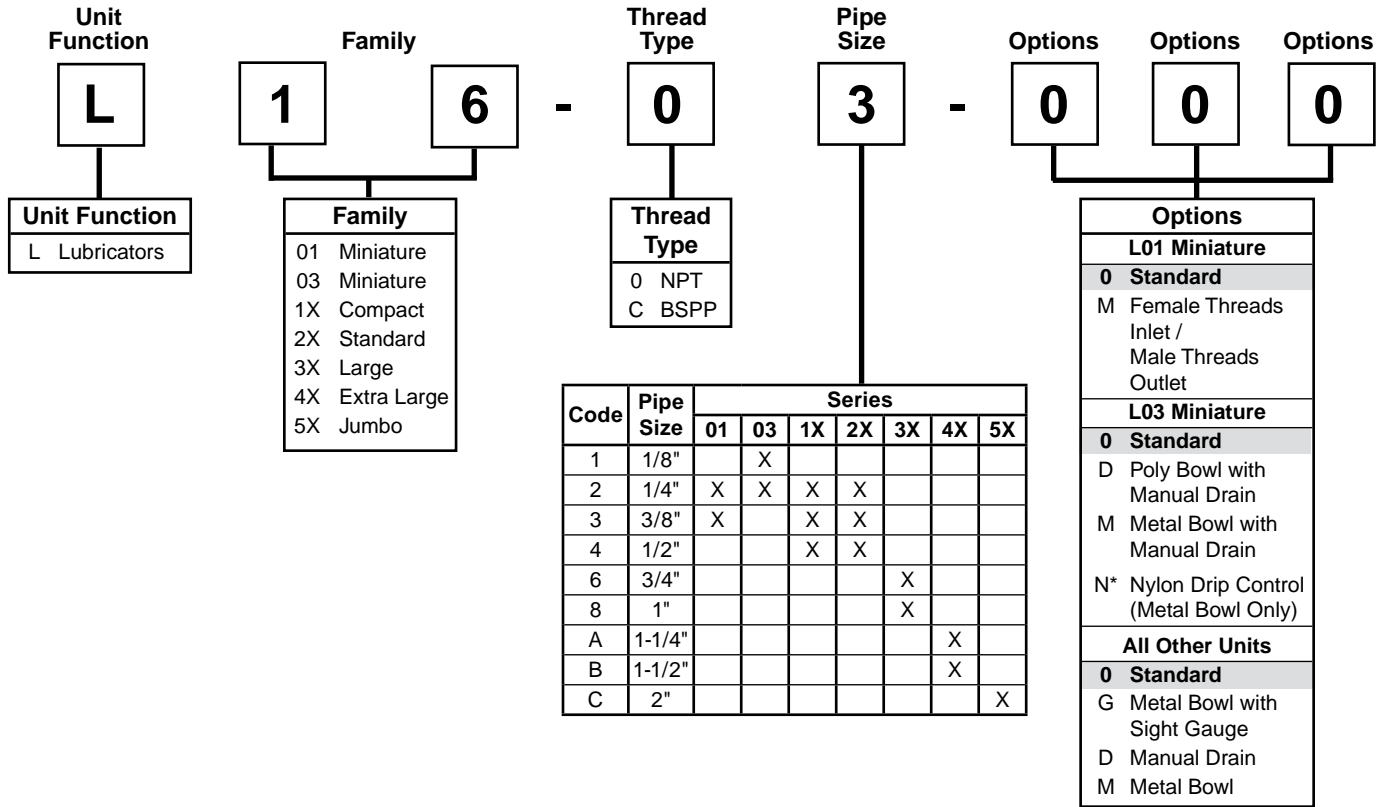 Unit Function
Family
Thread Type
Pipe Size
Options
Options
Options
L 1 6 - 0 3 - 0 0 0
Unit Function
L Lubricators
Family
01 Miniature
03 Miniature
1X Compact
2X Standard
3X Large
4X Extra Large
5X Jumbo
Thread
Type
0 NPT
C BSPP
Code Pipe Size Series
01 03 1X 2X 3X 4X 5X
1 1/8" X
2 1/4" X X X X
3 3/8" X X X
4 1/2" X X
6 3/4" X
8 1" X
A 1-1/4" X
B 1-1/2" X
C 2" X
Options
L01 Miniature
0 Standard
M Female Threads
Inlet /
Male Threads
Outlet
L03 Miniature
0 Standard
D Poly Bowl with
Manual Drain
M Metal Bowl with
Manual Drain
N* Nylon Drip Control
(Metal Bowl Only)
All Other Units
0 Standard
G Metal Bowl with
Sight Gauge
D Manual Drain
M Metal Bowl